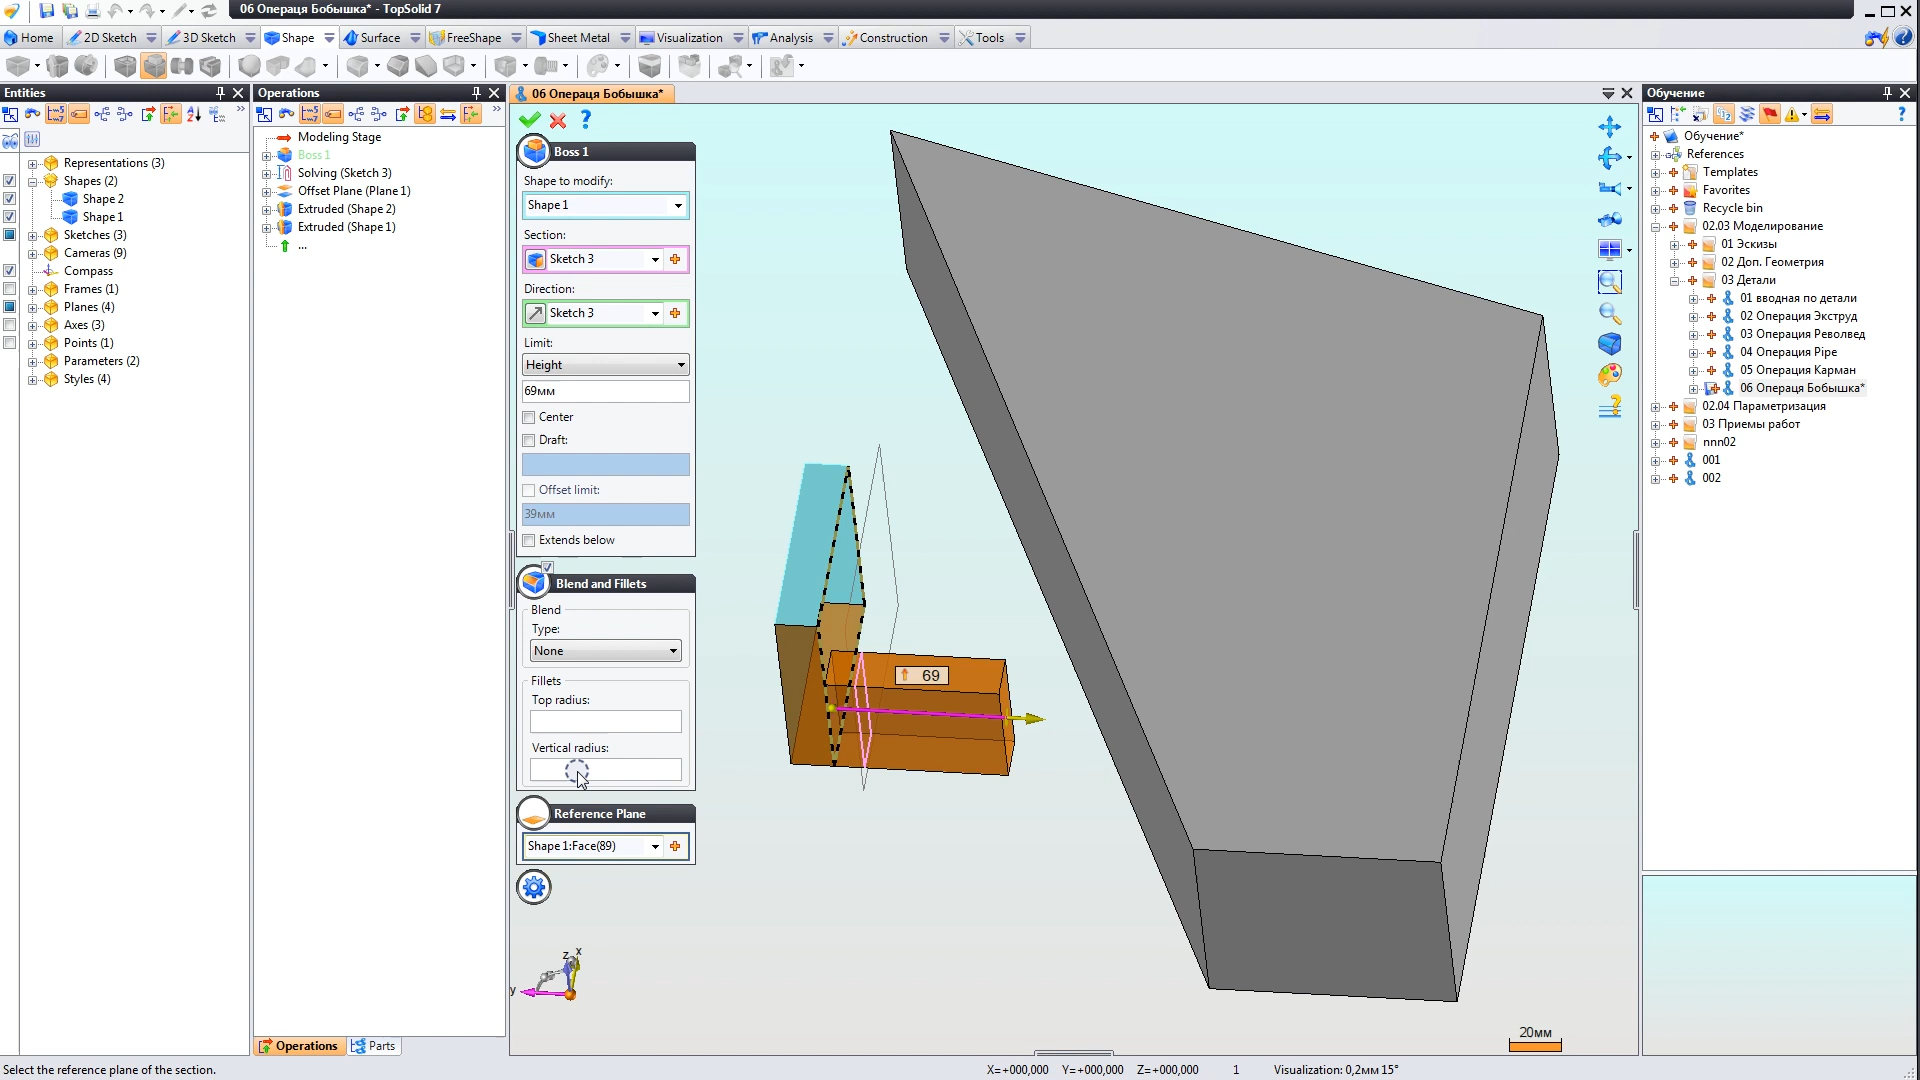 06 Операця Бобышка* - TopSolid 7
Home
2D Sketch
3D Sketch
Shape
Surface
FreeShape
Sheet Metal
Visualization
Analysis
Construction
Tools
Entities
Representations (3)
Shapes (2)
Shape 2
Shape 1
Sketches (3)
Cameras (9)
Compass
Frames (1)
Planes (4)
Axes (3)
Points (1)
Parameters (2)
Styles (4)
Operations
Modeling Stage
Boss 1
Solving (Sketch 3)
Offset Plane (Plane 1)
Extruded (Shape 2)
Extruded (Shape 1)
...
Operations
Parts
06 Операця Бобышка*
Boss 1
Shape to modify:
Shape 1
Section:
Sketch 3
Direction:
Sketch 3
Limit:
Height
69мм
Center
Draft:
Offset limit:
39мм
Extends below
Blend and Fillets
Blend
Type:
None
Fillets
Top radius:
Vertical radius:
Reference Plane
Shape 1:Face(89)
69
z
x
y
20мм
Обучение
Обучение*
References
Templates
Favorites
Recycle bin
02.03 Моделирование
01 Эскизы
02 Доп. Геометрия
03 Детали
01 вводная по детали
02 Операция Экструд
03 Операция Револвед
04 Операция Pipe
05 Операция Карман
06 Операця Бобышка*
02.04 Параметризация
03 Приемы работ
nnn02
001
002
Select the reference plane of the section.
X=+000,000 Y=+000,000 Z=+000,000
1
Visualization: 0,2мм 15°